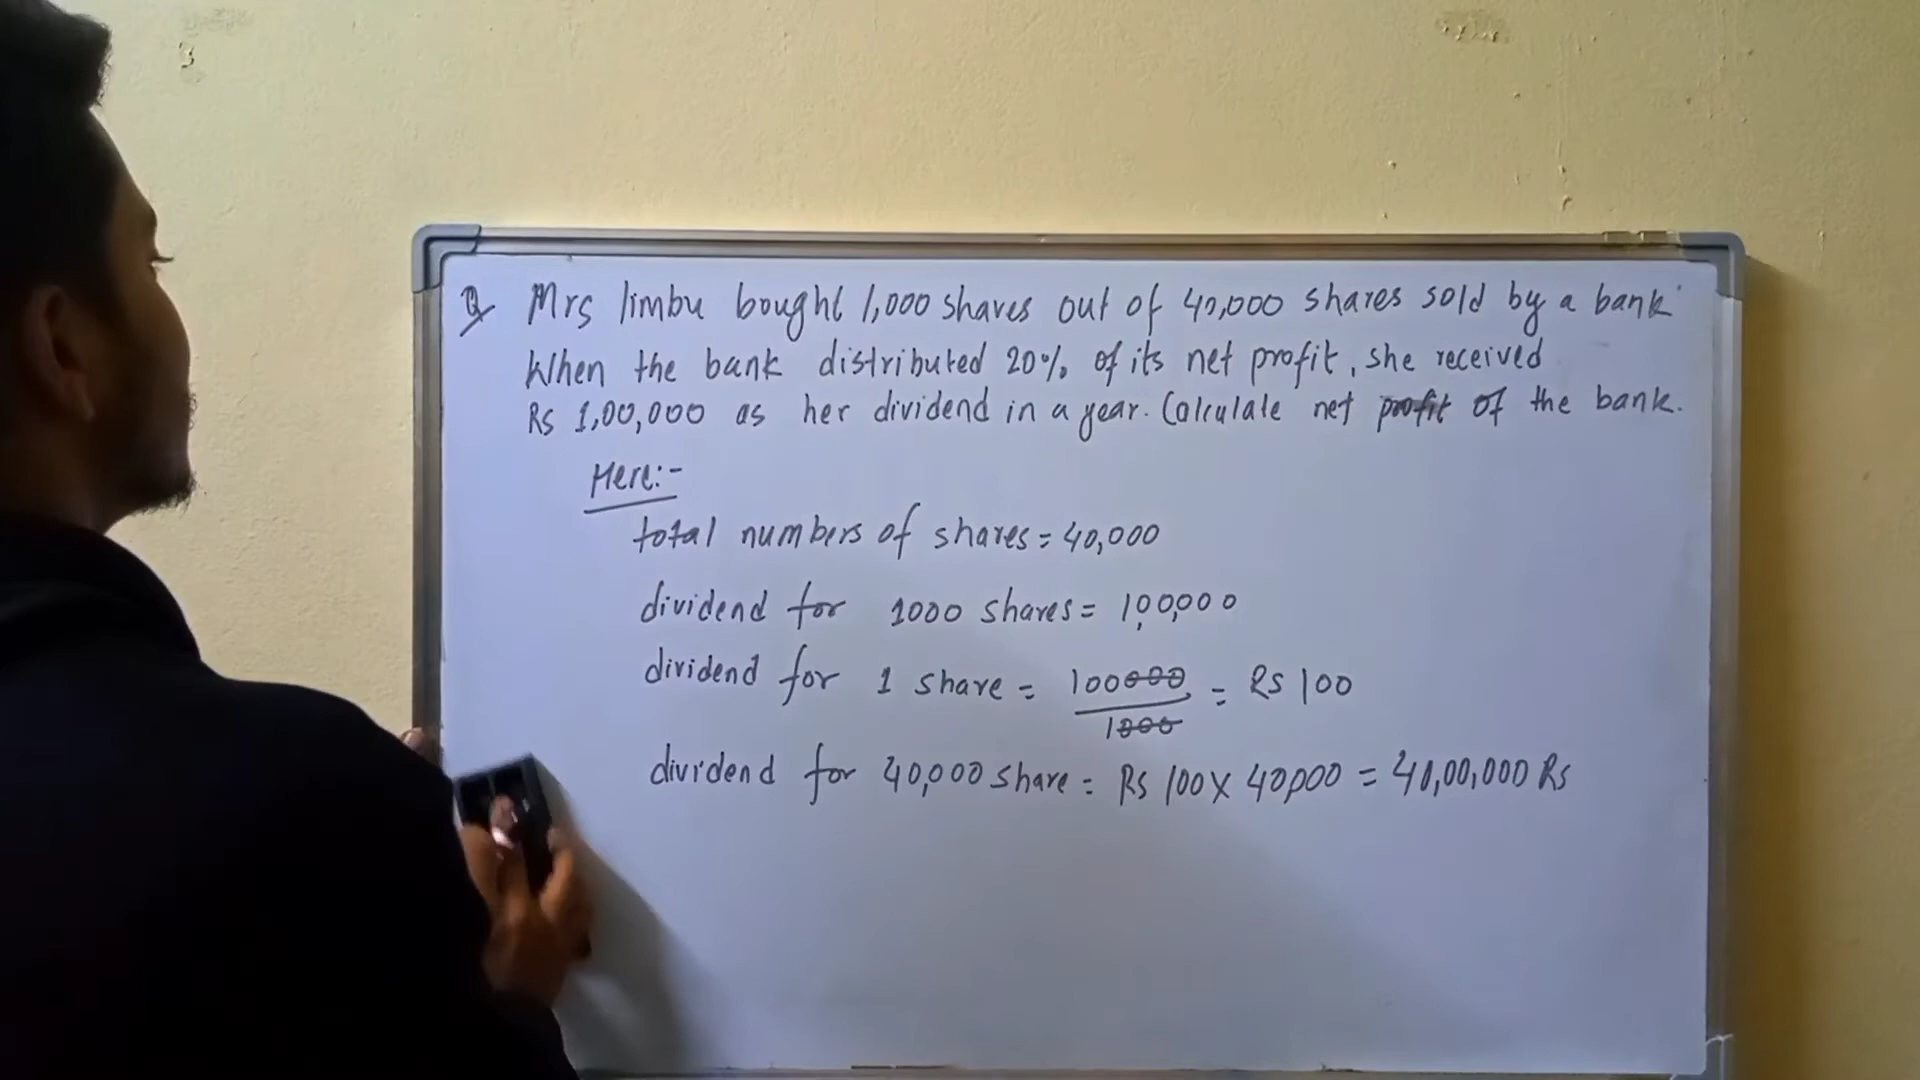 Q Mrs limbu bought 1,000 shares out of 40,000 shares sold by a bank.
When the bank distributed 20% of its net profit, she received
Rs 1,00,000 as her dividend in a year. Calculate net profit of the bank.
Here:-
total numbers of shares = 40,000
dividend for 1000 shares = 1,00,000
dividend for 1 share = 100000/1000 = Rs 100
dividend for 40,000 share = Rs 100 x 40,000 = 40,00,000 Rs